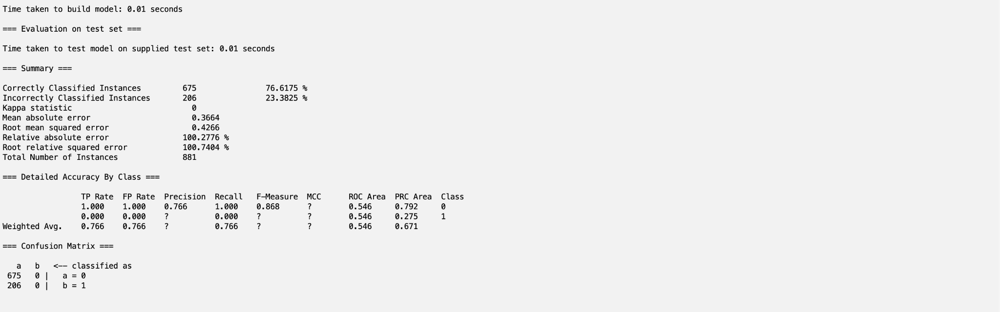 Time taken to build model: 0.01 seconds
=== Evaluation on test set ===
Time taken to test model on supplied test set: 0.01 seconds
=== Summary ===
Correctly Classified Instances         675               76.6175 %
Incorrectly Classified Instances       206               23.3825 %
Kappa statistic                          0
Mean absolute error                      0.3664
Root mean squared error                  0.4266
Relative absolute error                100.2776 %
Root relative squared error            100.7404 %
Total Number of Instances              881
=== Detailed Accuracy By Class ===
                 TP Rate  FP Rate  Precision  Recall   F-Measure  MCC      ROC Area  PRC Area  Class
                 1.000    1.000    0.766      1.000    0.868      ?        0.546     0.792     0
                 0.000    0.000    ?          0.000    ?          ?        0.546     0.275     1
Weighted Avg.    0.766    0.766    ?          0.766    ?          ?        0.546     0.671
=== Confusion Matrix ===
   a   b   <-- classified as
 675   0 |   a = 0
 206   0 |   b = 1